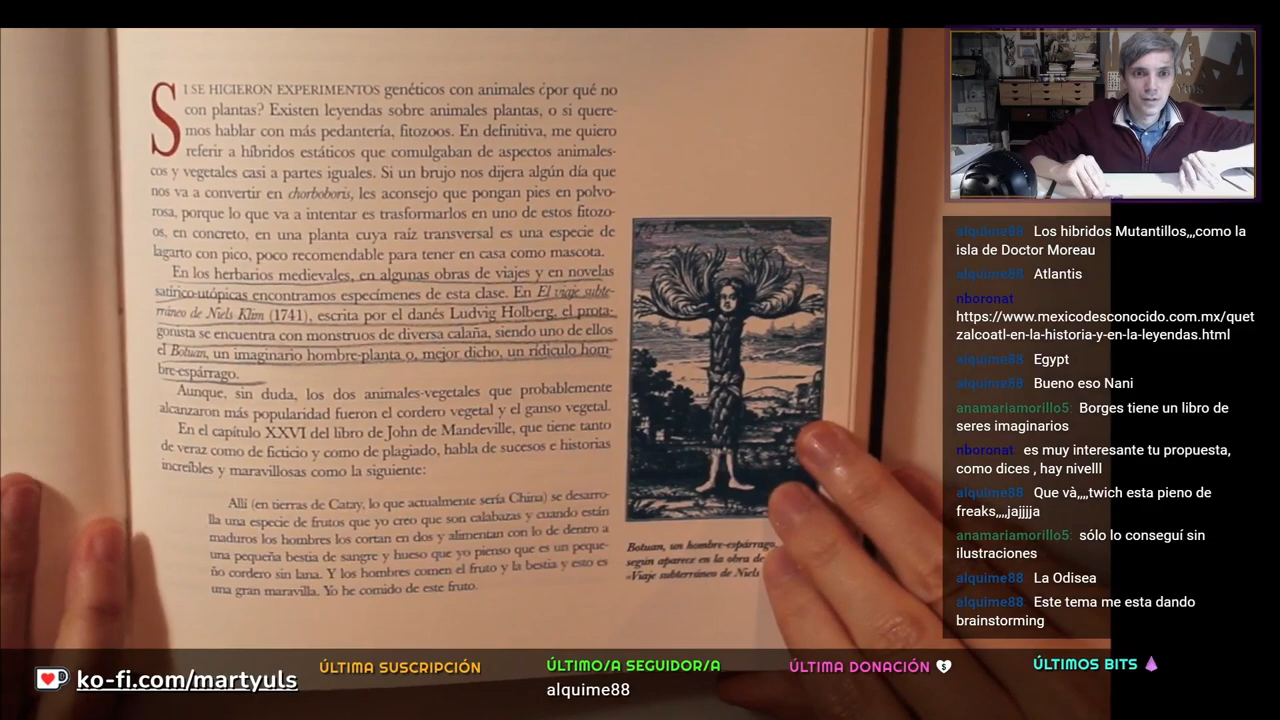 SI SE HICIERON EXPERIMENTOS genéticos con animales ¿por qué no
con plantas? Existen leyendas sobre animales plantas, o si quere-
mos hablar con más pedantería, fitozoos. En definitiva, me quiero
referir a híbridos estáticos que comulgaban de aspectos animales-
cos y vegetales casi a partes iguales. Si un brujo nos dijera algún día que
nos va a convertir en chorboboris, les aconsejo que pongan pies en polvo-
rosa, porque lo que va a intentar es trasformarlos en uno de estos fitozo-
os, en concreto, en una planta cuya raíz transversal es una especie de
lagarto con pico, poco recomendable para tener en casa como mascota.
En los herbarios medievales, en algunas obras de viajes y en novelas
satírico-utópicas encontramos especímenes de esta clase. En El viaje subte-
rráneo de Niels Klim (1741), escrita por el danés Ludvig Holberg, el prota-
gonista se encuentra con monstruos de diversa calaña, siendo uno de ellos
el Botuan, un imaginario hombre-planta o, mejor dicho, un ridículo hom-
bre-espárrago.
Aunque, sin duda, los dos animales-vegetales que probablemente
alcanzaron más popularidad fueron el cordero vegetal y el ganso vegetal.
En el capítulo XXVI del libro de John de Mandeville, que tiene tanto
de veraz como de ficticio y como de plagiado, habla de sucesos e historias
increíbles y maravillosas como la siguiente:
Allí (en tierras de Catay, lo que actualmente sería China) se desarro-
lla una especie de frutos que yo creo que son calabazas y cuando están
maduros los hombres los cortan en dos y alimentan con lo de dentro a
una pequeña bestia de sangre y hueso que yo pienso que es un peque-
ño cordero sin lana. Y los hombres comen el fruto y la bestia y esto es
una gran maravilla. Yo he comido de este fruto.
Botuan, un hombre-espárrago,
según aparece en la obra de
«Viaje subterráneo de Niels
alquime88 Los hibridos Mutantillos,,,como la
isla de Doctor Moreau
alquime88 Atlantis
nboronat
https://www.mexicodesconocido.com.mx/quet
zalcoatl-en-la-historia-y-en-la-leyendas.html
alquime88 Egypt
alquime88 Bueno eso Nani
anamariamorillo5: Borges tiene un libro de
seres imaginarios
nboronat es muy interesante tu propuesta,
como dices , hay nivelll
alquime88 Que và,,,,twich esta pieno de
freaks,,,,jajjjja
anamariamorillo5: sólo lo conseguí sin
ilustraciones
alquime88 La Odisea
alquime88 Este tema me esta dando
brainstorming
ko-fi.com/martyuls
ÚLTIMA SUSCRIPCIÓN
ÚLTIMO/A SEGUIDOR/A
alquime88
ÚLTIMA DONACIÓN
ÚLTIMOS BITS